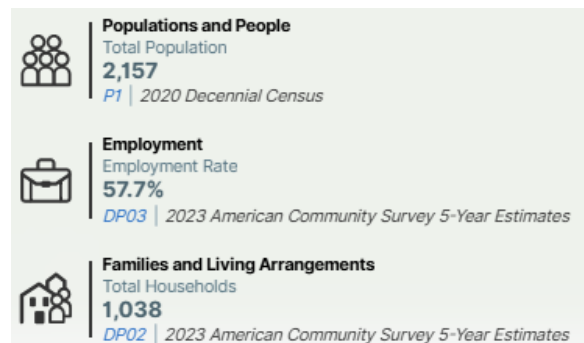 Populations and People
Total Population
2,157
P1 | 2020 Decennial Census
Employment
Employment Rate
57.7%
DP03 | 2023 American Community Survey 5-Year Estimates
Families and Living Arrangements
Total Households
1,038
DP02 | 2023 American Community Survey 5-Year Estimates